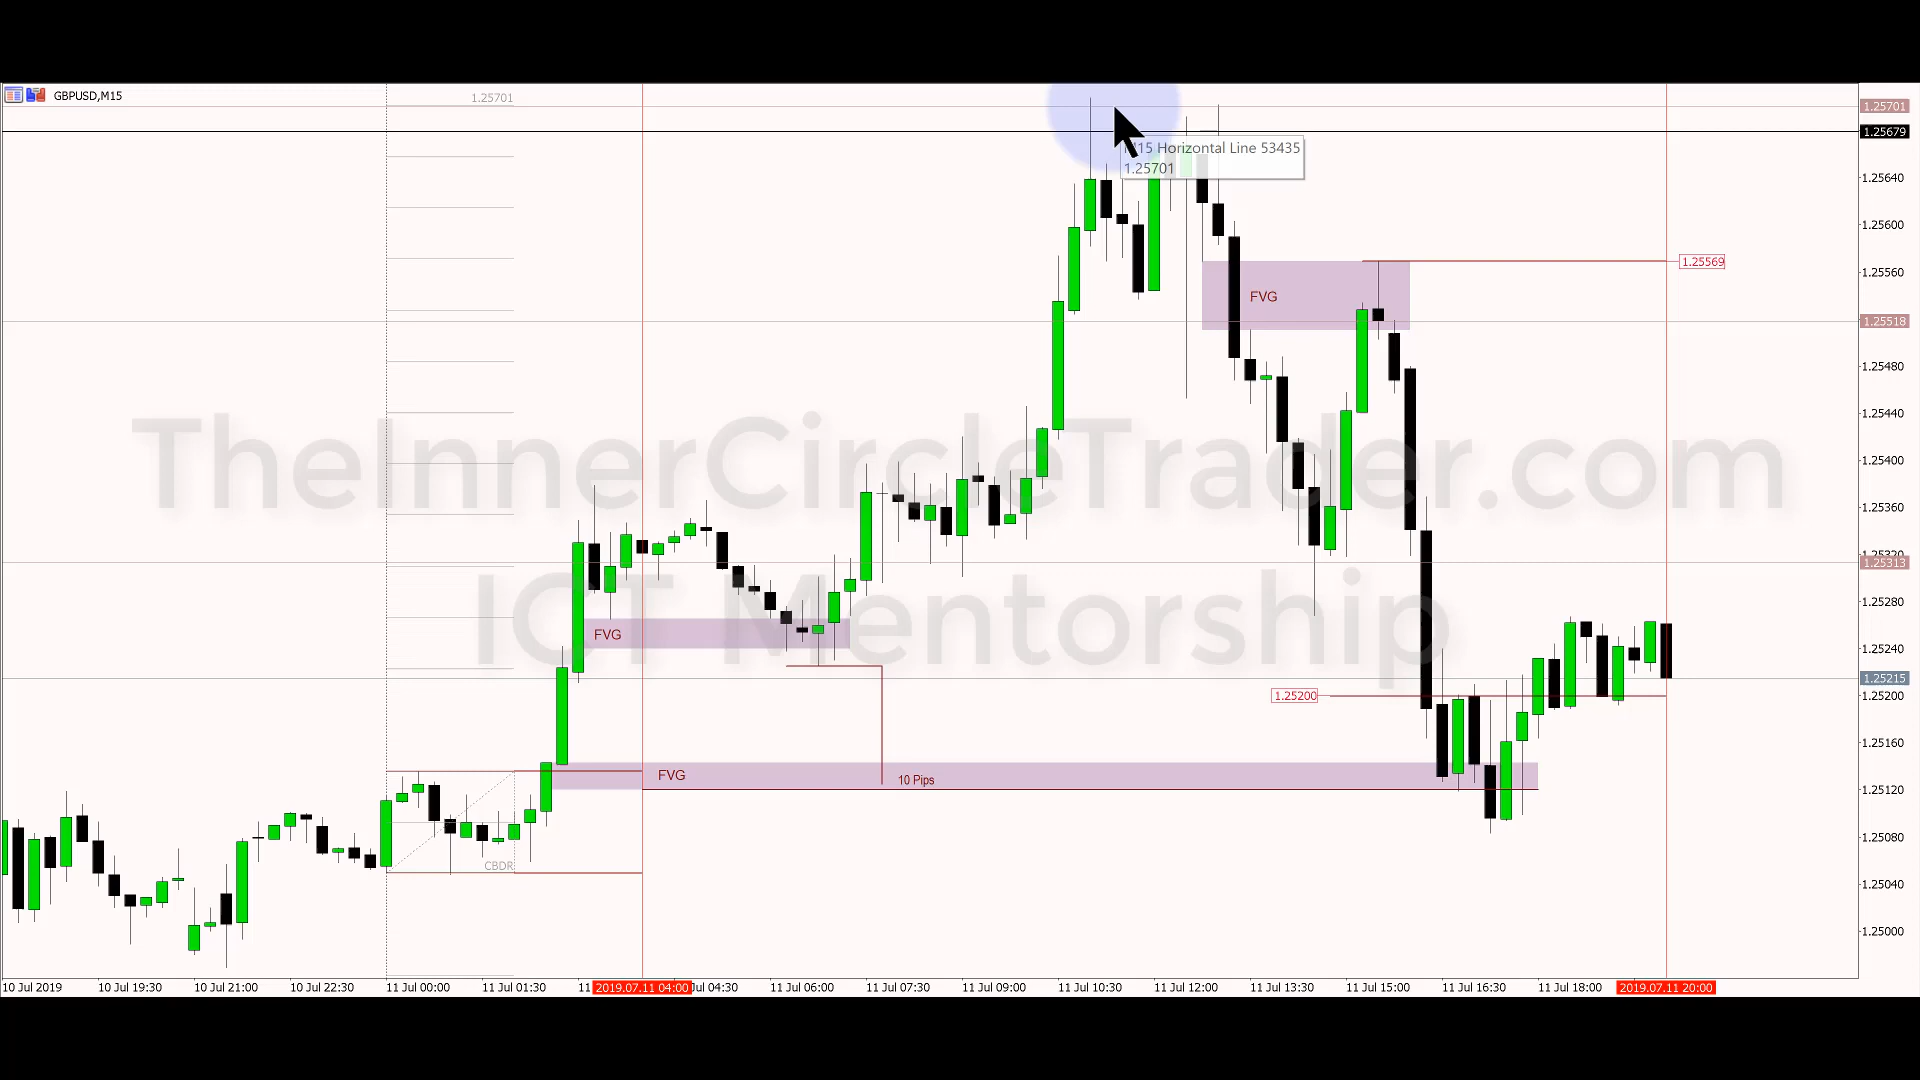 GBPUSD,M15
1.25701
1.25701
1.25679
M15 Horizontal Line 53435
1.25701
1.25640
1.25600
1.25569
1.25560
FVG
1.25518
1.25480
1.25440
1.25400
TheInnerCircleTrader.com
1.25360
1.25320
1.25313
1.25280
ICT Mentorship
FVG
1.25240
1.25215
1.25200
1.25200
1.25160
FVG
10 Pips
1.25120
1.25080
CBDR
1.25040
1.25000
10 Jul 2019
10 Jul 19:30
10 Jul 21:00
10 Jul 22:30
11 Jul 00:00
11 Jul 01:30
11
2019.07.11 04:00
Jul 04:30
11 Jul 06:00
11 Jul 07:30
11 Jul 09:00
11 Jul 10:30
11 Jul 12:00
11 Jul 13:30
11 Jul 15:00
11 Jul 16:30
11 Jul 18:00
2019.07.11 20:00